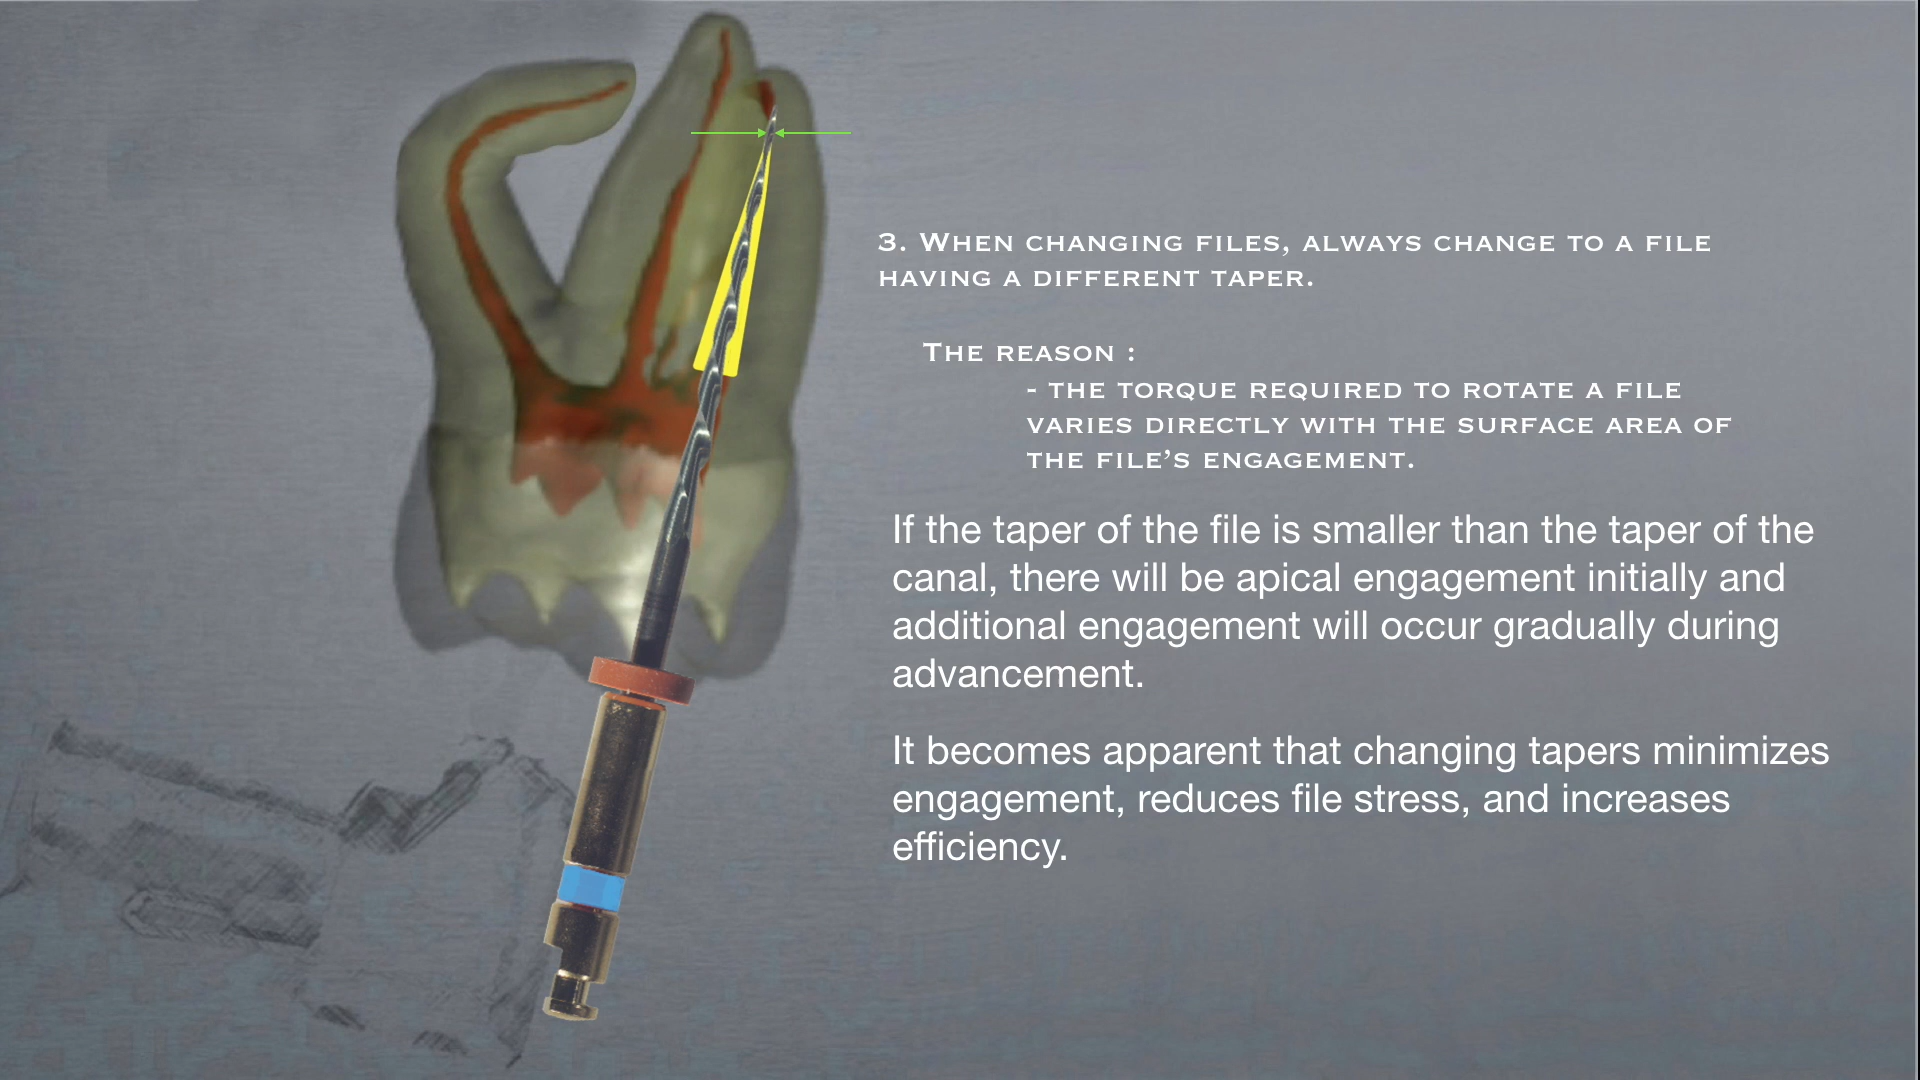 3. When changing files, always change to a file
having a different taper.
The reason :
- the torque required to rotate a file
varies directly with the surface area of
the file’s engagement.
If the taper of the file is smaller than the taper of the
canal, there will be apical engagement initially and
additional engagement will occur gradually during
advancement.
It becomes apparent that changing tapers minimizes
engagement, reduces file stress, and increases
efficiency.